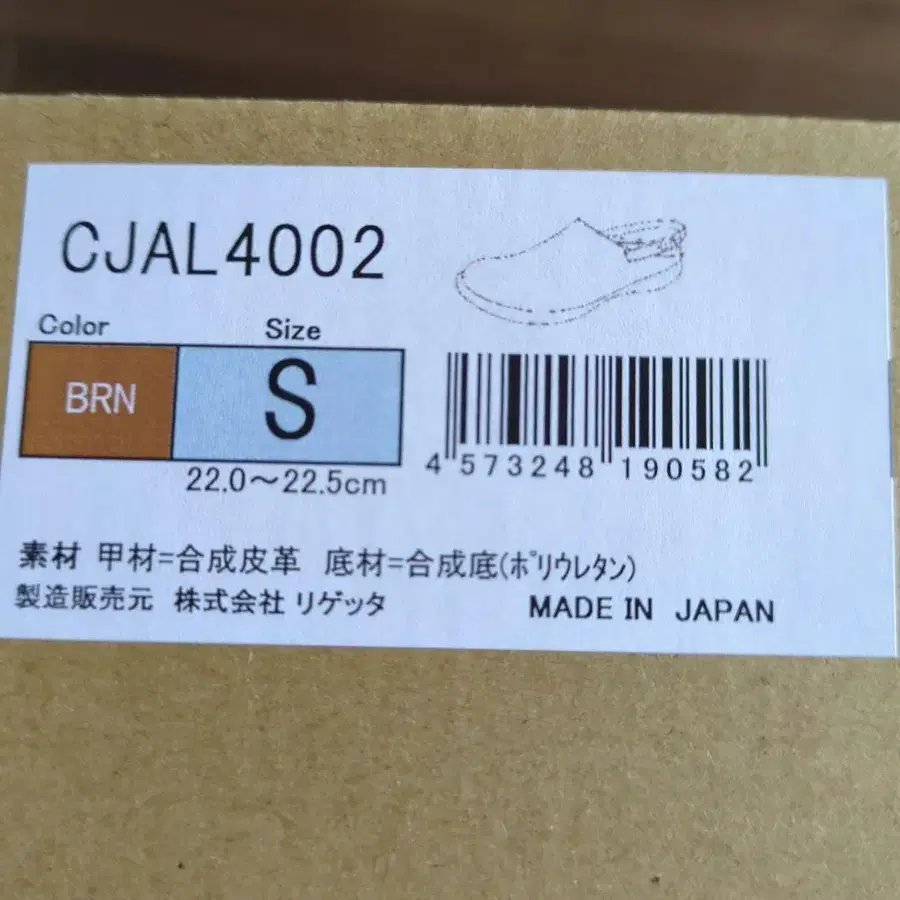 CJAL4002
Color Size
BRN S
22.0～22.5cm
4 573248 190582
素材 甲材=合成皮革 底材=合成底(ﾎﾟﾘｳﾚﾀﾝ)
製造販売元 株式会社 リゲッタ MADE IN JAPAN